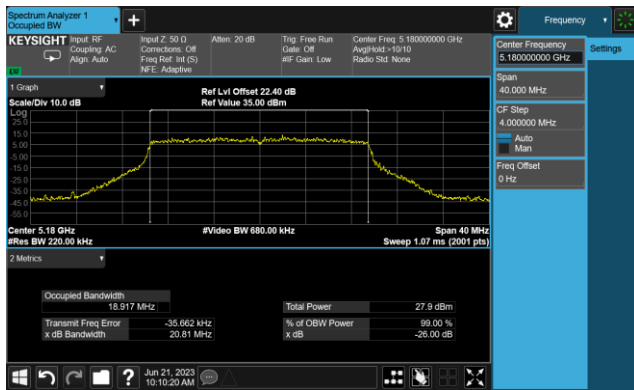 Spectrum Analyzer 1
Occupied BW
Frequency
KEYSIGHT
Input: RF
Coupling: AC
Align: Auto
Input Z: 50 Ω
Corrections: Off
Freq Ref: Int (S)
NFE: Adaptive
Atten: 20 dB
Trig: Free Run
Gate: Off
#IF Gain: Low
Center Freq: 5.180000000 GHz
Avg|Hold:>10/10
Radio Std: None
Center Frequency
5.180000000 GHz
Settings
Span
40.000 MHz
CF Step
4.000000 MHz
Auto
Man
Freq Offset
0 Hz
1 Graph
Scale/Div 10.0 dB
Ref Lvl Offset 22.40 dB
Ref Value 35.00 dBm
Log
25.0
15.0
5.00
-5.00
-15.0
-25.0
-35.0
-45.0
-55.0
Center 5.18 GHz
#Video BW 680.00 kHz
Span 40 MHz
#Res BW 220.00 kHz
Sweep 1.07 ms (2001 pts)
2 Metrics
Occupied Bandwidth
18.917 MHz
Total Power
27.9 dBm
Transmit Freq Error
-35.662 kHz
% of OBW Power
99.00 %
x dB Bandwidth
20.81 MHz
x dB
-26.00 dB
?
Jun 21, 2023
10:10:20 AM